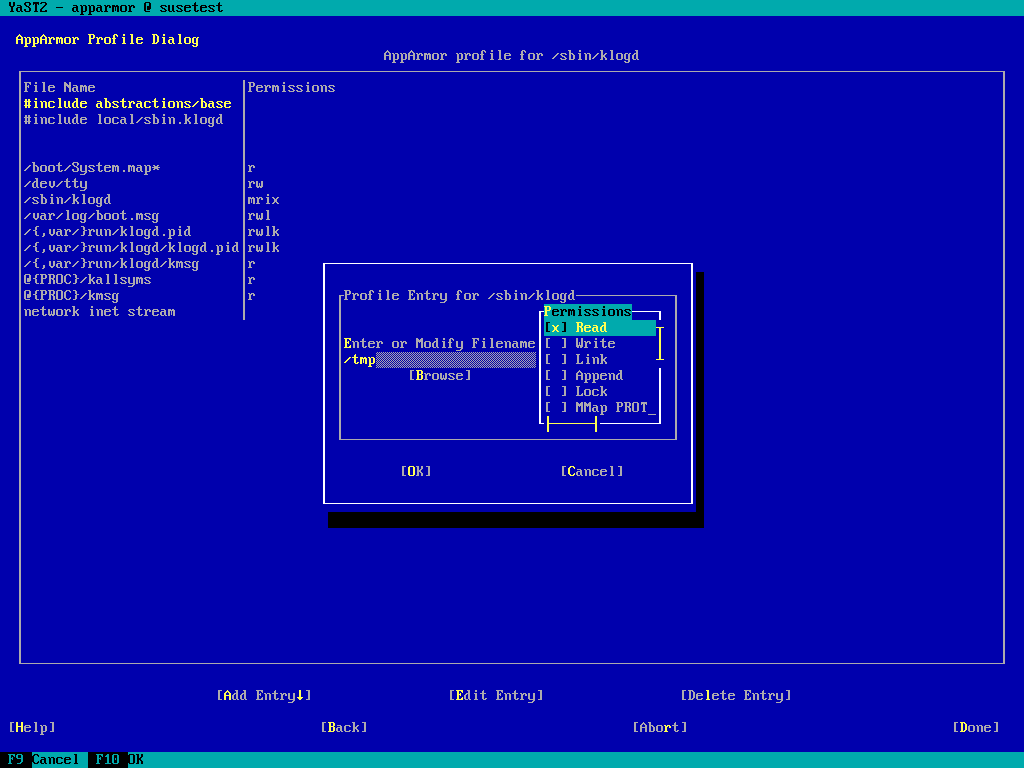 YaST2 - apparmor @ susetest
AppArmor Profile Dialog
AppArmor profile for /sbin/klogd
File Name Permissions
#include abstractions/base
#include local/sbin.klogd
/boot/System.map* r
/dev/tty rw
/sbin/klogd mrix
/var/log/boot.msg rwl
/{,var/}run/klogd.pid rwlk
/{,var/}run/klogd/klogd.pid rwlk
/{,var/}run/klogd/kmsg r
@{PROC}/kallsyms r
@{PROC}/kmsg r
network inet stream
Profile Entry for /sbin/klogd
Enter or Modify Filename
/tmp
[Browse]
Permissions
[x] Read
[ ] Write
[ ] Link
[ ] Append
[ ] Lock
[ ] MMap PROT_
[OK] [Cancel]
[Add Entry↓] [Edit Entry] [Delete Entry]
[Help] [Back] [Abort] [Done]
F9 Cancel F10 OK